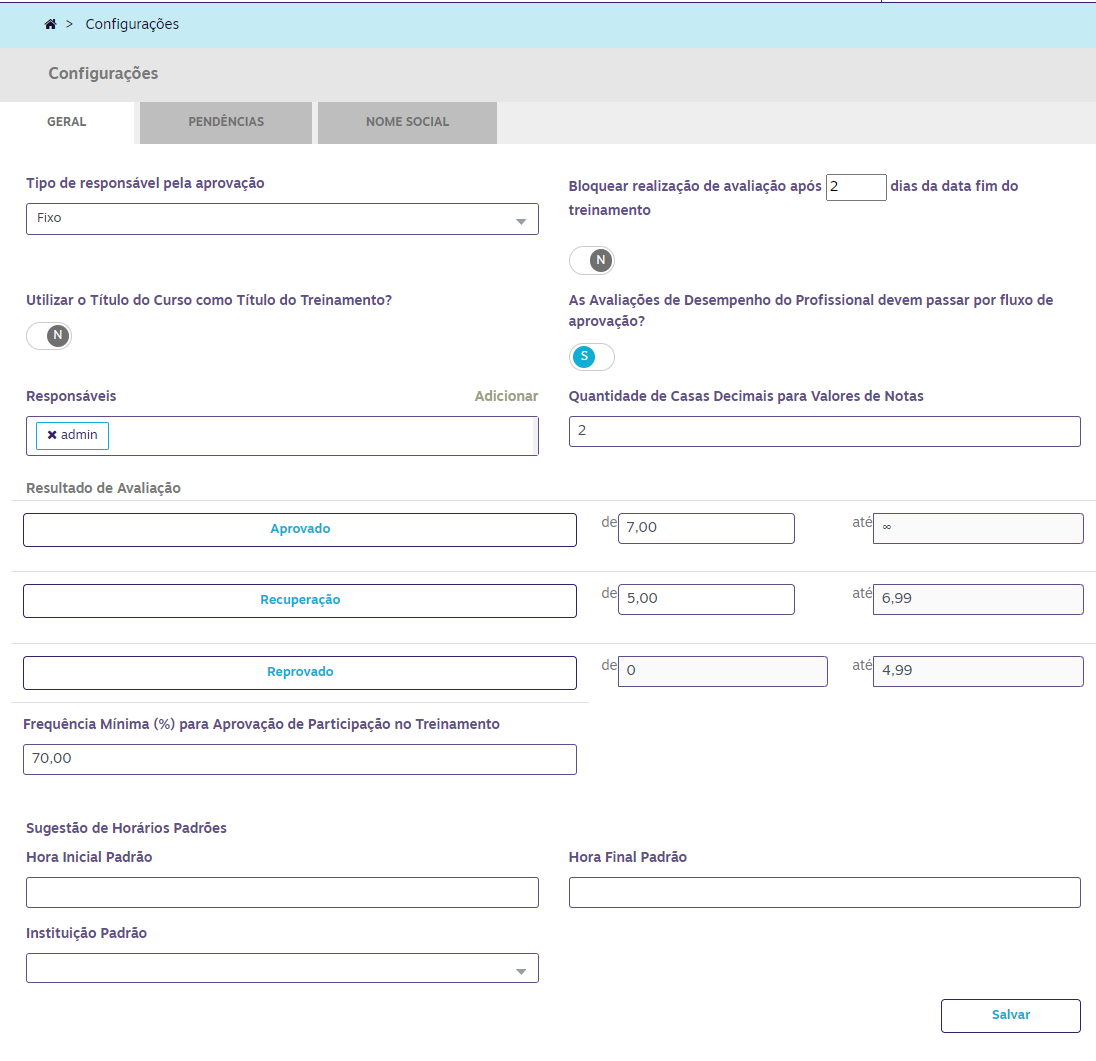 > Configurações
Configurações
GERAL PENDÊNCIAS NOME SOCIAL
Tipo de responsável pela aprovação
Fixo
Bloquear realização de avaliação após 2 dias da data fim do
treinamento
N
Utilizar o Título do Curso como Título do Treinamento?
N
As Avaliações de Desempenho do Profissional devem passar por fluxo de
aprovação?
S
Responsáveis Adicionar
✖ admin
Quantidade de Casas Decimais para Valores de Notas
2
Resultado de Avaliação
Aprovado de 7,00 até ∞
Recuperação de 5,00 até 6,99
Reprovado de 0 até 4,99
Frequência Mínima (%) para Aprovação de Participação no Treinamento
70,00
Sugestão de Horários Padrões
Hora Inicial Padrão Hora Final Padrão
Instituição Padrão
Salvar